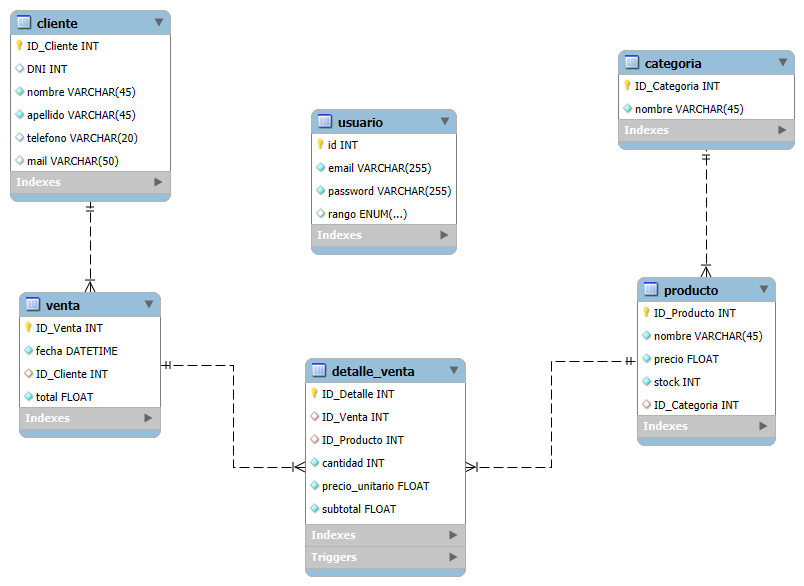 cliente
ID_Cliente INT
DNI INT
nombre VARCHAR(45)
apellido VARCHAR(45)
telefono VARCHAR(20)
mail VARCHAR(50)
Indexes
usuario
id INT
email VARCHAR(255)
password VARCHAR(255)
rango ENUM(...)
Indexes
categoria
ID_Categoria INT
nombre VARCHAR(45)
Indexes
venta
ID_Venta INT
fecha DATETIME
ID_Cliente INT
total FLOAT
Indexes
detalle_venta
ID_Detalle INT
ID_Venta INT
ID_Producto INT
cantidad INT
precio_unitario FLOAT
subtotal FLOAT
Indexes
Triggers
producto
ID_Producto INT
nombre VARCHAR(45)
precio FLOAT
stock INT
ID_Categoria INT
Indexes